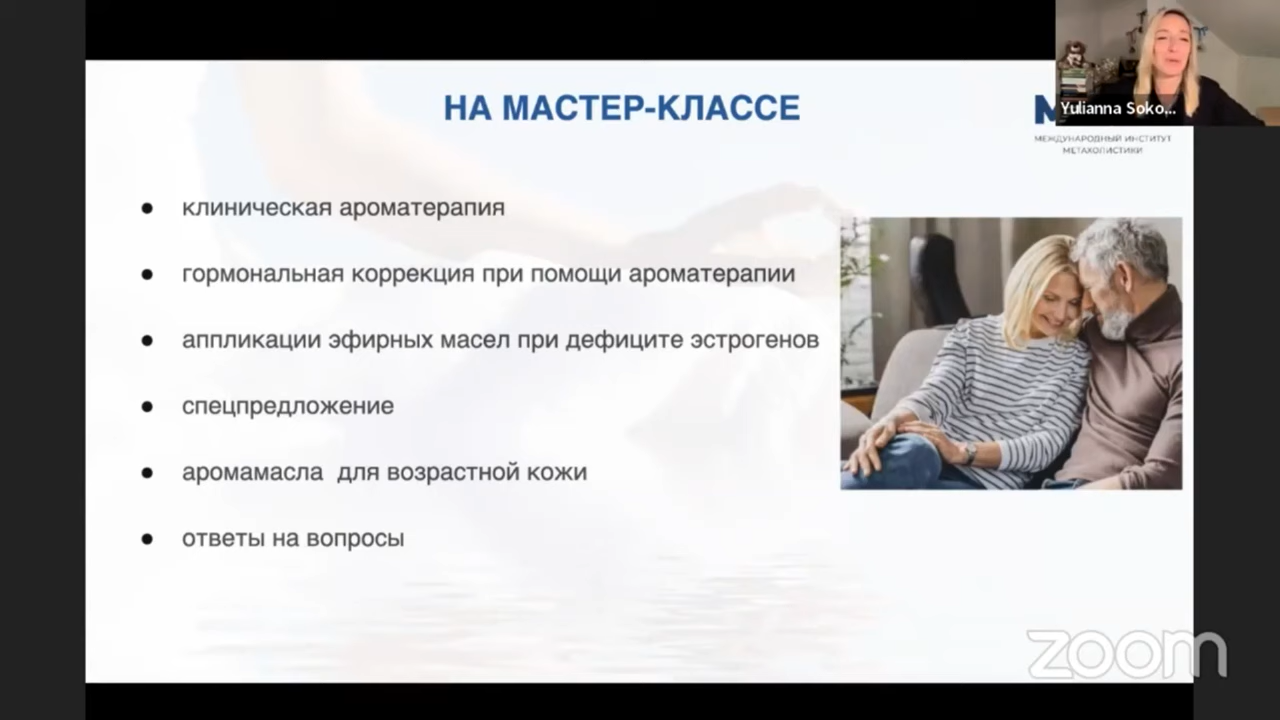 НА МАСТЕР-КЛАССЕ
Yulianna Soko...
МЕЖДУНАРОДНЫЙ ИНСТИТУТ
МЕТАХОЛИСТИКИ
● клиническая ароматерапия
● гормональная коррекция при помощи ароматерапии
● аппликации эфирных масел при дефиците эстрогенов
● спецпредложение
● аромамасла для возрастной кожи
● ответы на вопросы
zoom